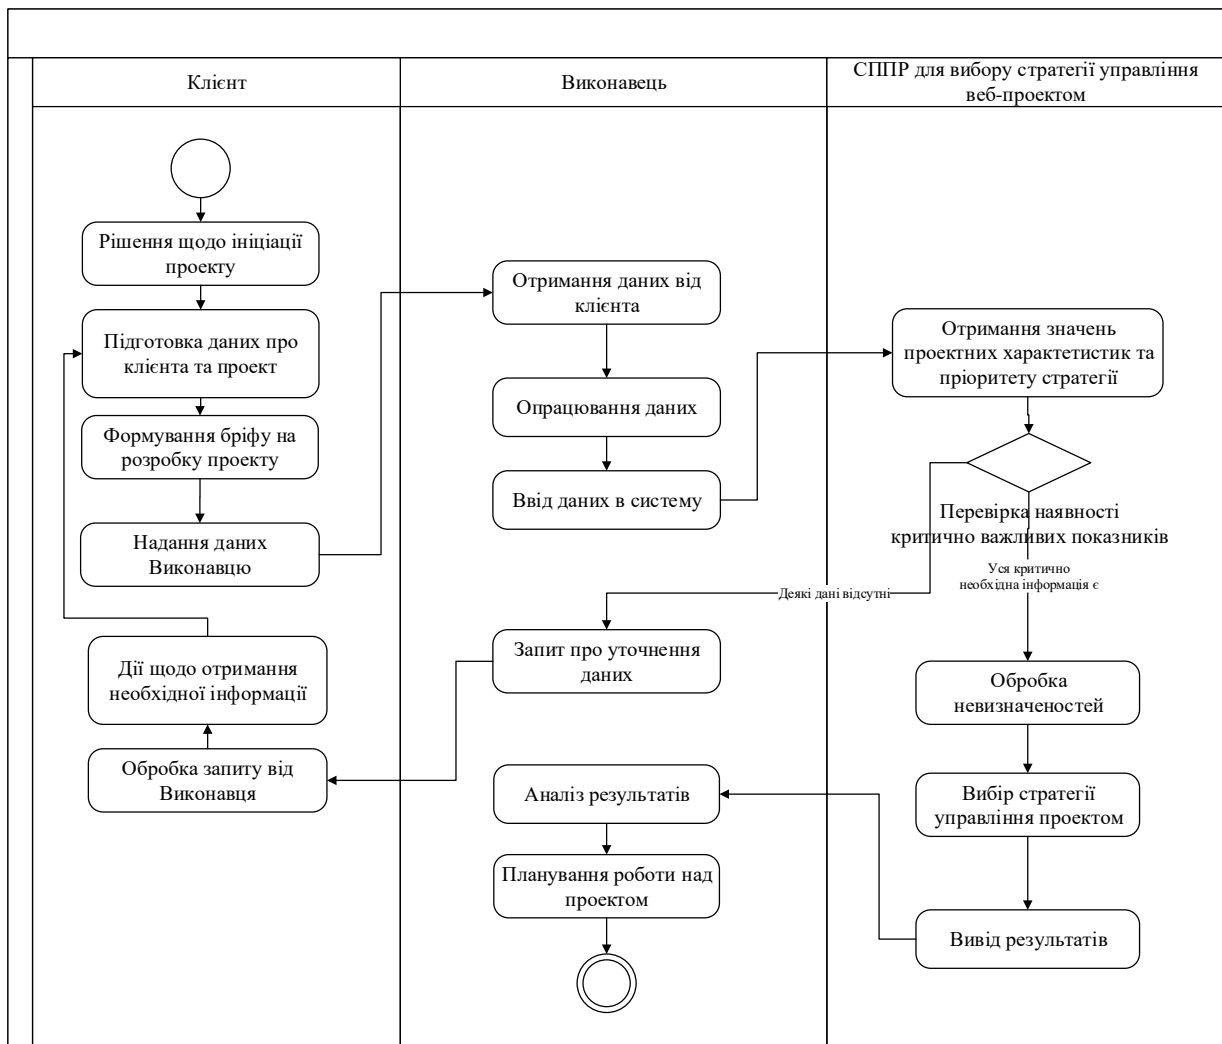 Клієнт
Виконавець
СППР для вибору стратегії управління
веб-проектом
Рішення щодо ініціації
проекту
Підготовка даних про
клієнта та проект
Формування бріфу на
розробку проекту
Надання даних
Виконавцю
Дії щодо отримання
необхідної інформації
Обробка запиту від
Виконавця
Отримання даних від
клієнта
Опрацювання даних
Ввід даних в систему
Запит про уточнення
даних
Аналіз результатів
Планування роботи над
проектом
Отримання значень
проектних характетистик та
пріоритету стратегії
Перевірка наявності
критично важливих показників
Уся критично
необхідна інформація є
Деякі дані відсутні
Обробка
невизначеностей
Вибір стратегії
управління проектом
Вивід результатів